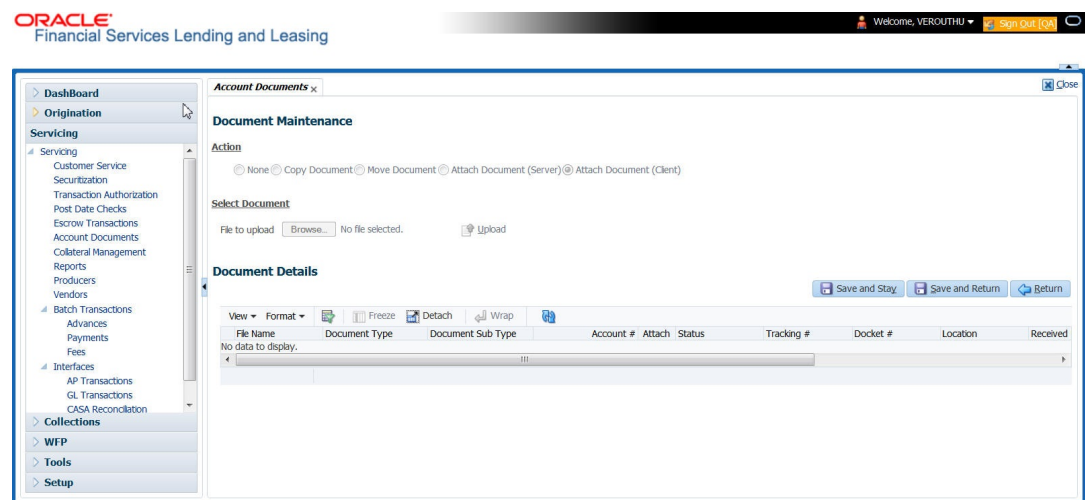 ORACLE
Financial Services Lending and Leasing
Welcome, VEROUTHU
Sign Out [QA]
DashBoard
Origination
Servicing
Servicing
Customer Service
Securitization
Transaction Authorization
Post Date Checks
Escrow Transactions
Account Documents
Collateral Management
Reports
Producers
Vendors
Batch Transactions
Advances
Payments
Fees
Interfaces
AP Transactions
GL Transactions
CASA Reconcilation
Collections
WFP
Tools
Setup
Account Documents
Close
Document Maintenance
Action
None Copy Document Move Document Attach Document (Server) Attach Document (Client)
Select Document
File to upload Browse... No file selected. Upload
Document Details
Save and Stay Save and Return Return
View Format Freeze Detach Wrap
File Name Document Type Document Sub Type Account # Attach Status Tracking # Docket # Location Received
No data to display.